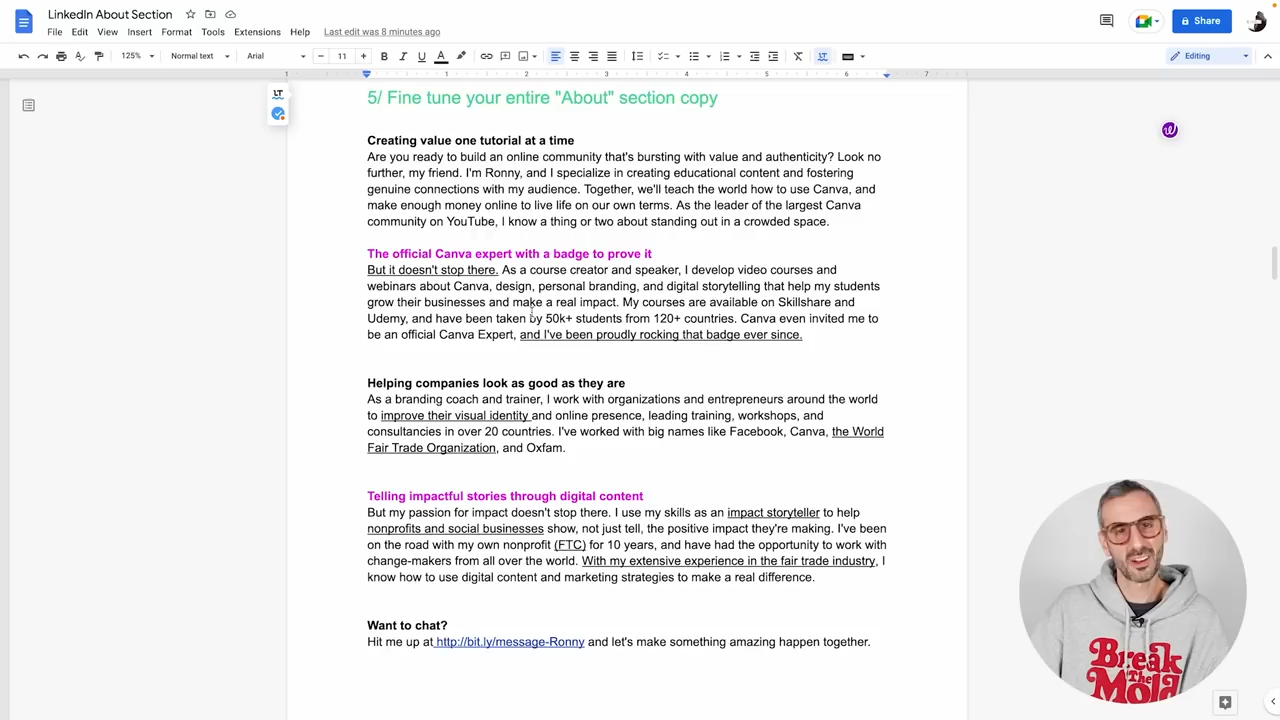 LinkedIn About Section
File Edit View Insert Format Tools Extensions Help Last edit was 8 minutes ago
Share
125% Normal text Arial 11 B I U A Editing
1 1 2 3 4 5 6 7
LT
5/ Fine tune your entire "About" section copy
Creating value one tutorial at a time
Are you ready to build an online community that's bursting with value and authenticity? Look no
further, my friend. I'm Ronny, and I specialize in creating educational content and fostering
genuine connections with my audience. Together, we'll teach the world how to use Canva, and
make enough money online to live life on our own terms. As the leader of the largest Canva
community on YouTube, I know a thing or two about standing out in a crowded space.
The official Canva expert with a badge to prove it
But it doesn't stop there. As a course creator and speaker, I develop video courses and
webinars about Canva, design, personal branding, and digital storytelling that help my students
grow their businesses and make a real impact. My courses are available on Skillshare and
Udemy, and have been taken by 50k+ students from 120+ countries. Canva even invited me to
be an official Canva Expert, and I've been proudly rocking that badge ever since.
Helping companies look as good as they are
As a branding coach and trainer, I work with organizations and entrepreneurs around the world
to improve their visual identity and online presence, leading training, workshops, and
consultancies in over 20 countries. I've worked with big names like Facebook, Canva, the World
Fair Trade Organization, and Oxfam.
Telling impactful stories through digital content
But my passion for impact doesn't stop there. I use my skills as an impact storyteller to help
nonprofits and social businesses show, not just tell, the positive impact they're making. I've been
on the road with my own nonprofit (FTC) for 10 years, and have had the opportunity to work with
change-makers from all over the world. With my extensive experience in the fair trade industry, I
know how to use digital content and marketing strategies to make a real difference.
Want to chat?
Hit me up at http://bit.ly/message-Ronny and let's make something amazing happen together.
Break
The
Mold